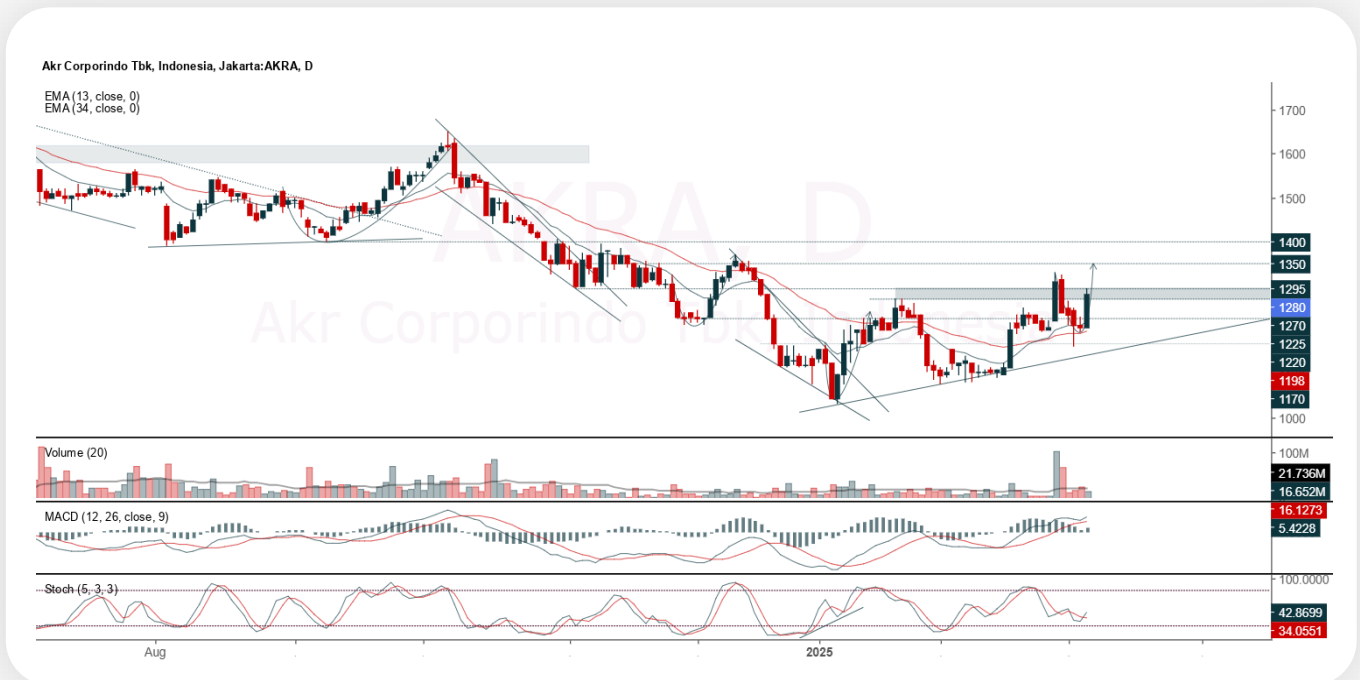 Akr Corporindo Tbk, Indonesia, Jakarta:AKRA, D
EMA (13, close, 0)
EMA (34, close, 0)
AKRA, D
Akr Corporindo Tbk, Indonesia
1700
1600
1500
1400
1350
1295
1280
1270
1225
1220
1198
1170
1000
Volume (20)
100M
21.736M
16.652M
MACD (12, 26, close, 9)
16.1273
5.4228
Stoch (5, 3, 3)
100.0000
42.8699
34.0551
Aug
2025